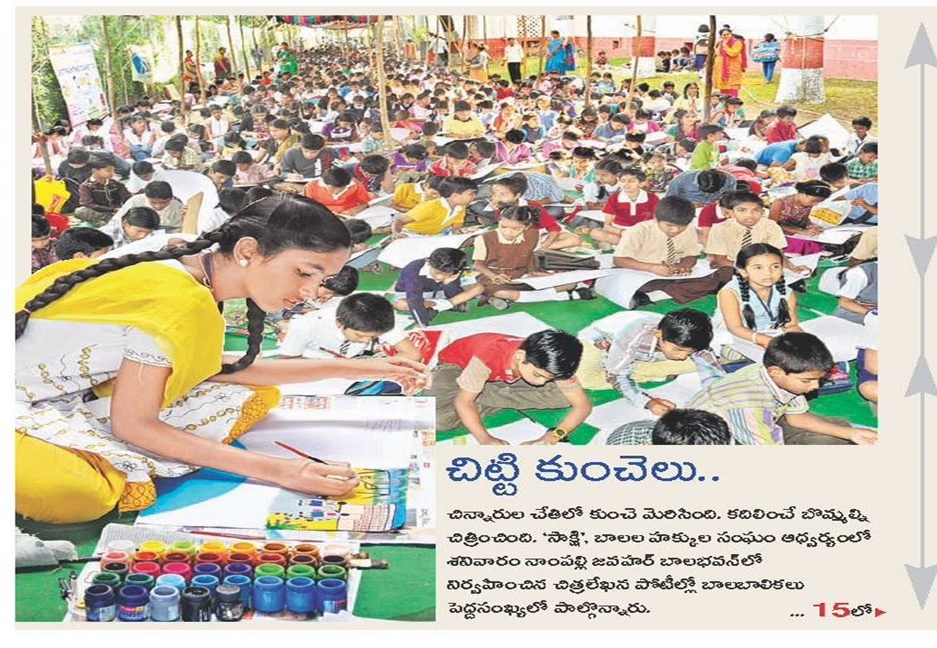 చిట్టి కుంచెలు..
చిన్నారుల చేతిలో కుంచె మెరిసింది. కదిలించే బొమ్మల్ని
చిత్రించింది. ‘సాక్షి’, బాలల హక్కుల సంఘం ఆధ్వర్యంలో
శనివారం నాంపల్లి జవహర్ బాలభవన్‌లో
నిర్వహించిన చిత్రలేఖన పోటీల్లో బాలబాలికలు
పెద్దసంఖ్యలో పాల్గొన్నారు.
... 15లో